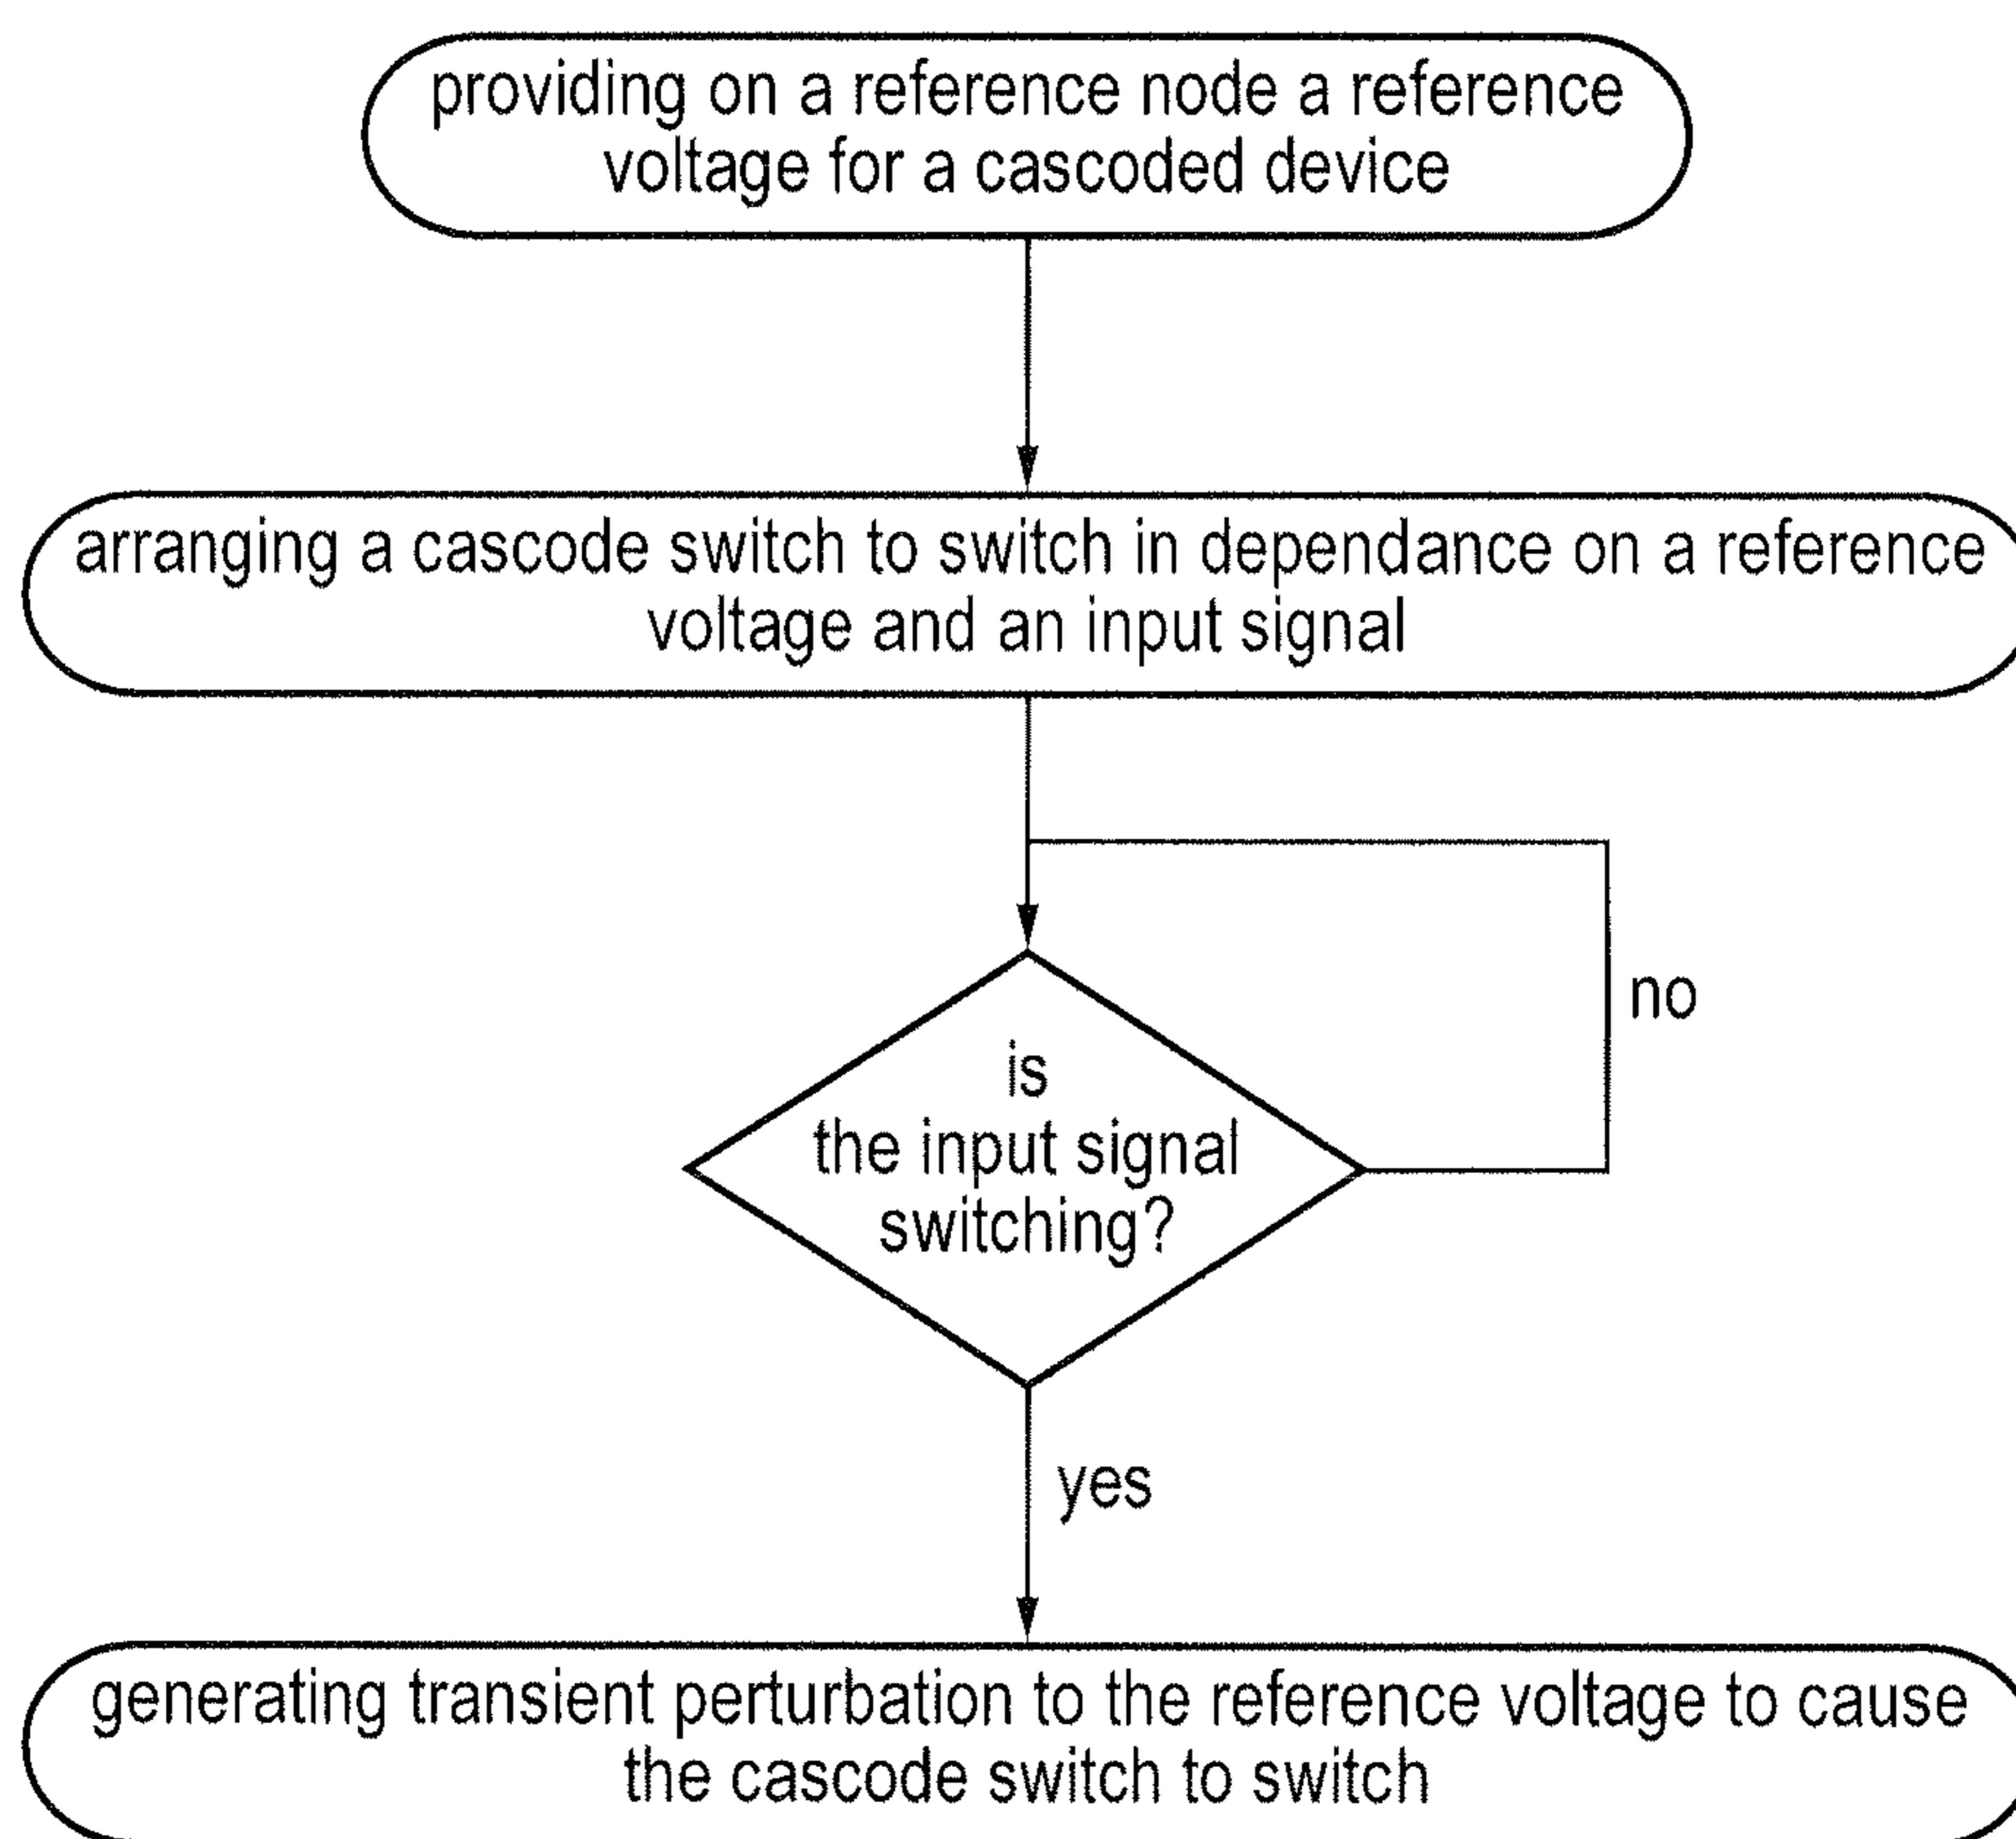 providing on a reference node a reference
voltage for a cascoded device
arranging a cascode switch to switch in dependance on a reference
voltage and an input signal
no
is
the input signal
switching?
yes
generating transient perturbation to the reference voltage to cause
the cascode switch to switch